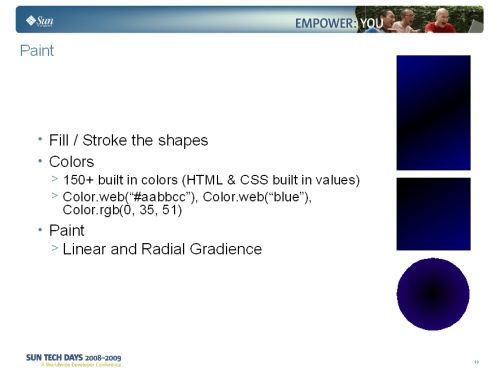 Sun
EMPOWER: YOU
Paint
• Fill / Stroke the shapes
• Colors
> 150+ built in colors (HTML & CSS built in values)
> Color.web(“#aabbcc”), Color.web(“blue”),
Color.rgb(0, 35, 51)
• Paint
> Linear and Radial Gradience
SUN TECH DAYS 2008–2009
A Worldwide Developer Conference